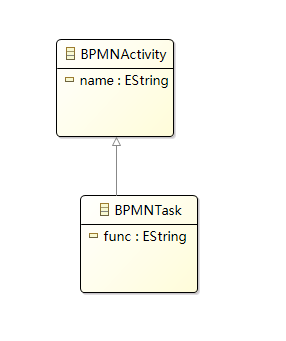 BPMNActivity
name : EString
BPMNTask
func : EString